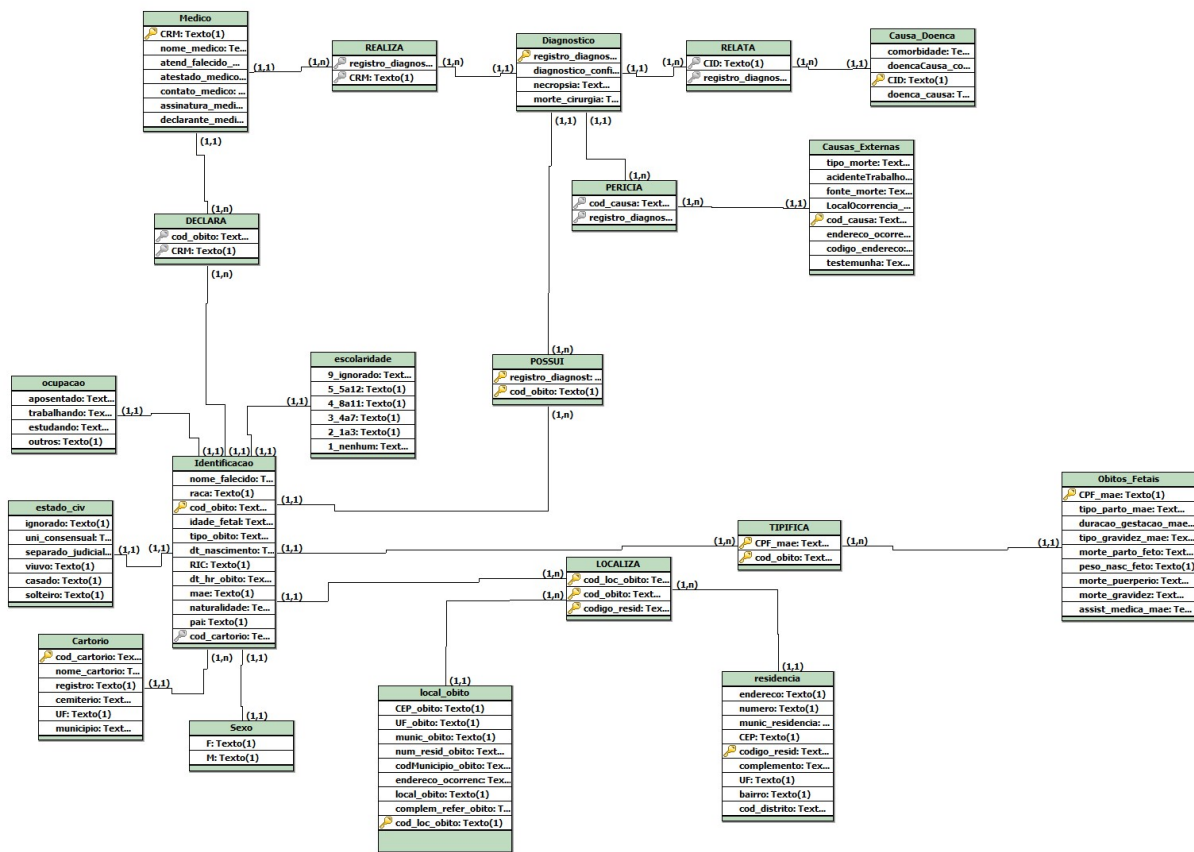 Medico
CRM: Texto(1)
nome_medico: Te...
atend_falecido_...
atestado_medico...
contato_medico: ...
assinatura_medi...
declarante_medi...
(1,1)
(1,1)
(1,n)
REALIZA
registro_diagnos...
CRM: Texto(1)
(1,n)
(1,1)
Diagnostico
registro_diagnos...
diagnostico_confi...
necropsia: Text...
morte_cirurgia: T...
(1,1)
(1,1)
(1,1)
(1,n)
RELATA
CID: Texto(1)
registro_diagnos...
(1,n)
(1,1)
Causa_Doenca
comorbidade: Te...
doencaCausa_co...
CID: Texto(1)
doenca_causa: T...
Causas_Externas
tipo_morte: Text...
acidenteTrabalho...
fonte_morte: Tex...
LocalOcorrencia_...
cod_causa: Text...
endereco_ocorre...
codigo_endereco:...
testemunha: Tex...
(1,1)
(1,n)
PERICIA
cod_causa: Text...
registro_diagnos...
(1,n)
(1,n)
DECLARA
cod_obito: Text...
CRM: Texto(1)
(1,n)
escolaridade
9_ignorado: Text...
5_5a12: Texto(1)
4_8a11: Texto(1)
3_4a7: Texto(1)
2_1a3: Texto(1)
1_nenhum: Text...
(1,1)
(1,n)
POSSUI
registro_diagnost: ...
cod_obito: Texto(1)
(1,n)
ocupacao
aposentado: Text...
trabalhando: Tex...
estudando: Text...
outros: Texto(1)
(1,1)
(1,1)
(1,1)
(1,1)
Identificacao
nome_falecido: T...
raca: Texto(1)
cod_obito: Text...
idade_fetal: Text...
tipo_obito: Text...
dt_nascimento: T...
RIC: Texto(1)
dt_hr_obito: Tex...
mae: Texto(1)
naturalidade: Te...
pai: Texto(1)
cod_cartorio: Te...
(1,1)
(1,1)
(1,1)
(1,1)
(1,n)
(1,1)
estado_civ
ignorado: Texto(1)
uni_consensual: T...
separado_judicial...
viuvo: Texto(1)
casado: Texto(1)
solteiro: Texto(1)
(1,1)
Cartorio
cod_cartorio: Tex...
nome_cartorio: T...
registro: Texto(1)
cemiterio: Text...
UF: Texto(1)
municipio: Text...
(1,1)
(1,1)
Sexo
F: Texto(1)
M: Texto(1)
(1,n)
TIPIFICA
CPF_mae: Text...
cod_obito: Text...
(1,n)
(1,1)
Obitos_Fetais
CPF_mae: Texto(1)
tipo_parto_mae: Text...
duracao_gestacao_mae...
tipo_gravidez_mae: Text...
morte_parto_feto: Text...
peso_nasc_feto: Texto(1)
morte_puerperio: Text...
morte_gravidez: Text...
assist_medica_mae: Te...
(1,n)
(1,n)
LOCALIZA
cod_loc_obito: Te...
cod_obito: Text...
codigo_resid: Tex...
(1,n)
(1,1)
local_obito
CEP_obito: Texto(1)
UF_obito: Texto(1)
munic_obito: Texto(1)
num_resid_obito: Text...
codMunicipio_obito: Tex...
endereco_ocorrenc: Text...
local_obito: Texto(1)
complem_refer_obito: T...
cod_loc_obito: Texto(1)
(1,1)
residencia
endereco: Texto(1)
numero: Texto(1)
munic_residencia: ...
CEP: Texto(1)
codigo_resid: Text...
complemento: Tex...
UF: Texto(1)
bairro: Texto(1)
cod_distrito: Text...